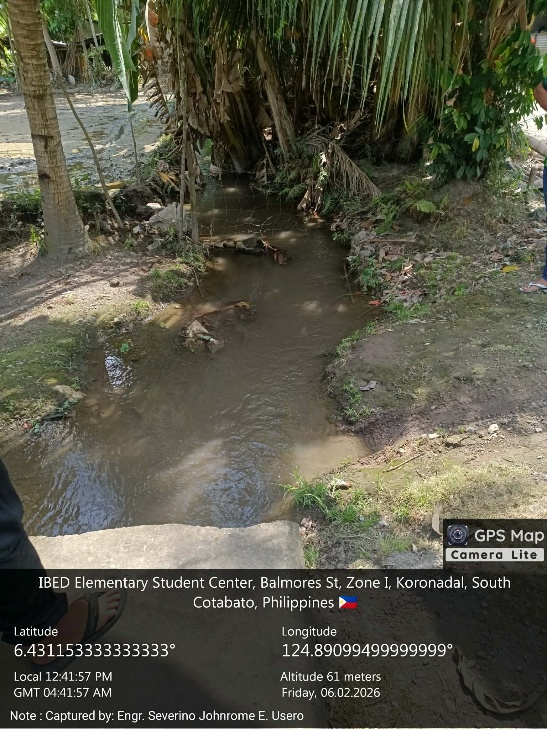 GPS Map
Camera Lite
IBED Elementary Student Center, Balmores St, Zone I, Koronadal, South
Cotabato, Philippines 🇵🇭
Latitude
6.431153333333333°
Longitude
124.89099499999999°
Local 12:41:57 PM
GMT 04:41:57 AM
Altitude 61 meters
Friday, 06.02.2026
Note : Captured by: Engr. Severino Johnrome E. Usero